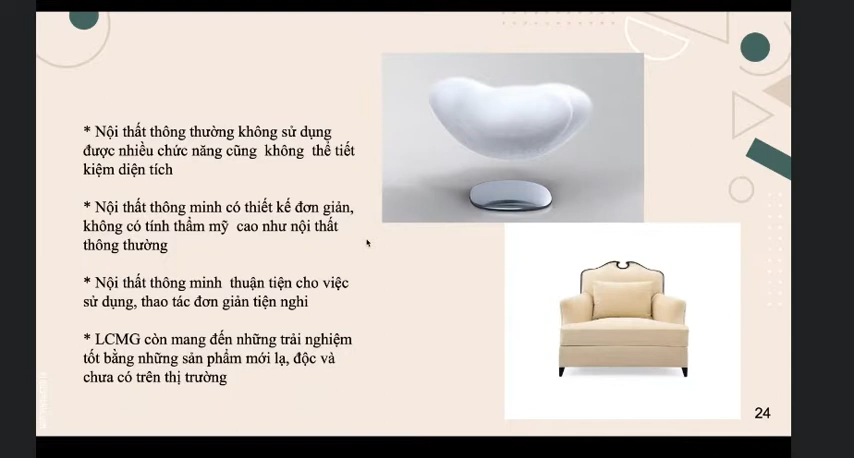 * Nội thất thông thường không sử dụng
được nhiều chức năng cũng không thể tiết
kiệm diện tích
* Nội thất thông minh có thiết kế đơn giản,
không có tính thẩm mỹ cao như nội thất
thông thường
* Nội thất thông minh thuận tiện cho việc
sử dụng, thao tác đơn giản tiện nghi
* LCMG còn mang đến những trải nghiệm
tốt bằng những sản phẩm mới lạ, độc và
chưa có trên thị trường
24